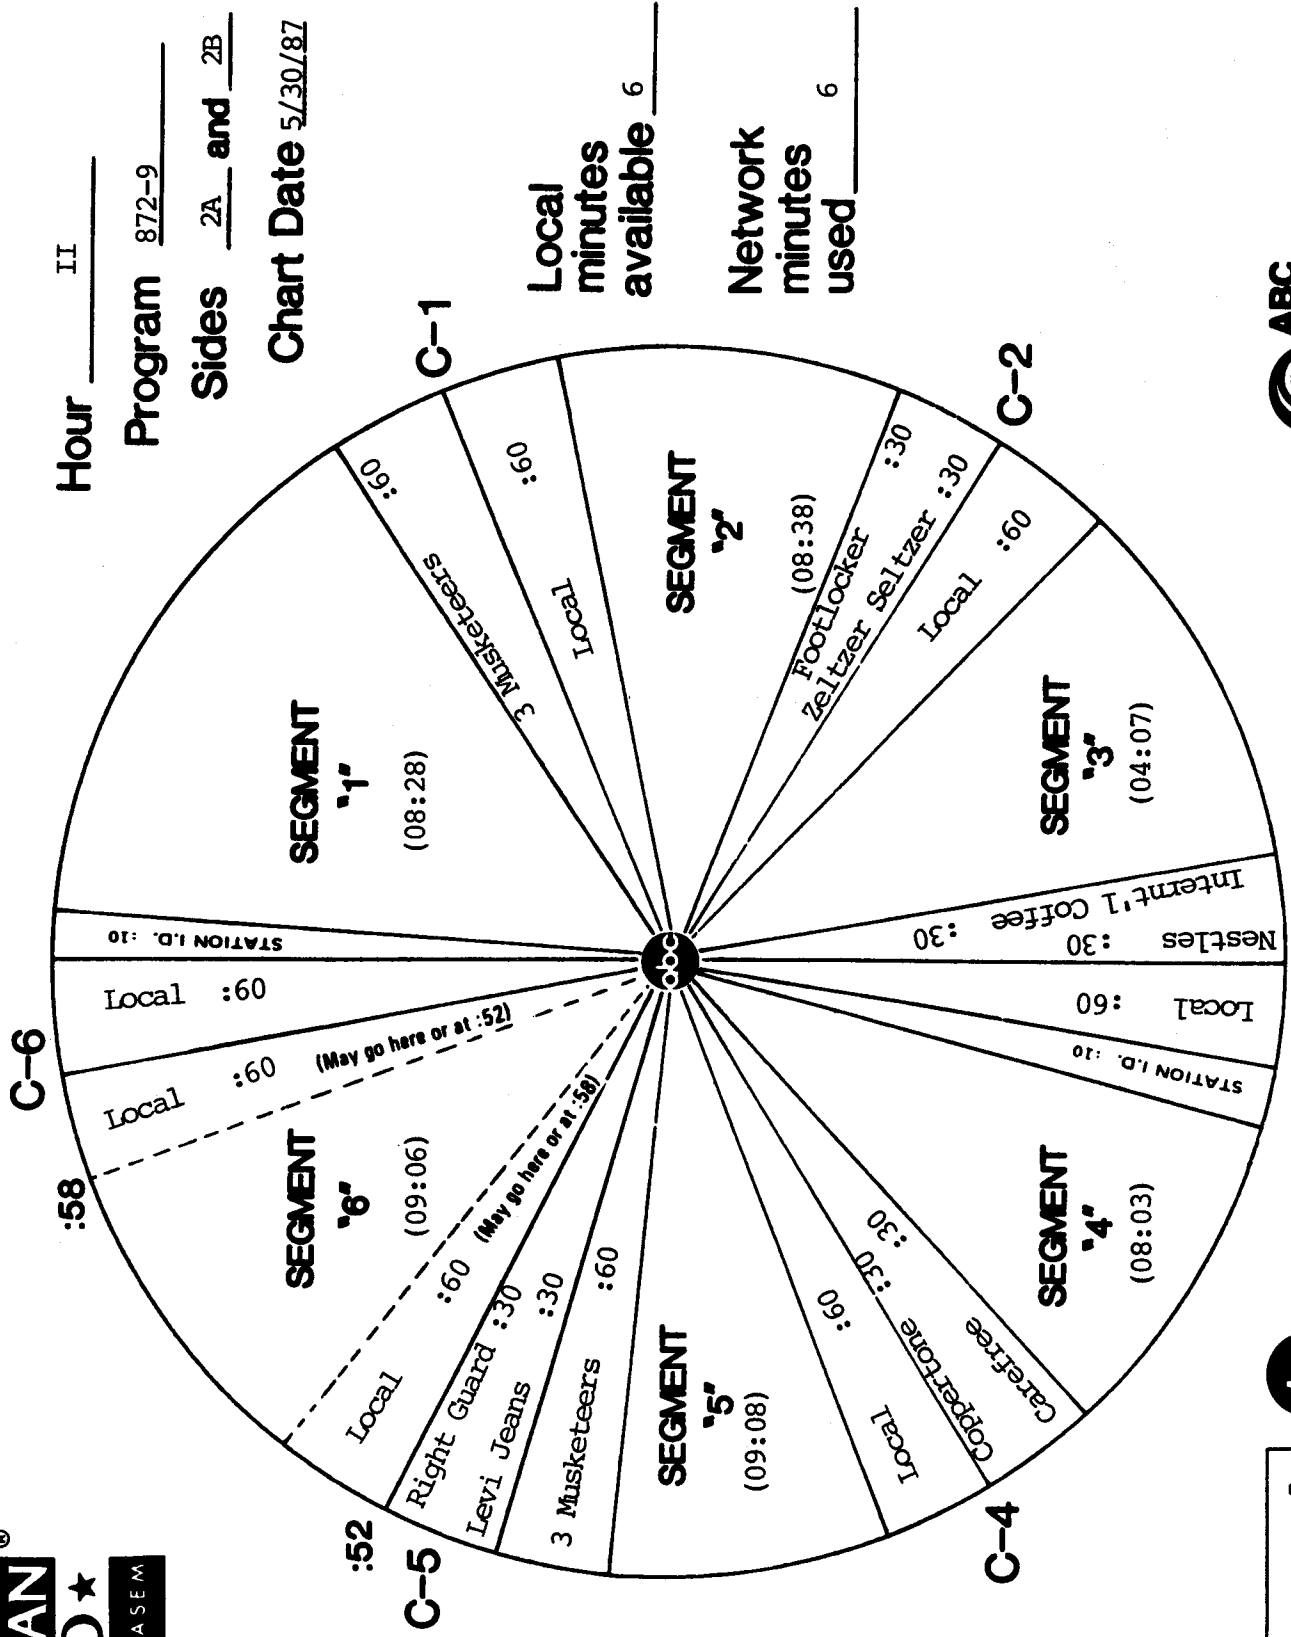 AN
®
ASEM
Hour II
Program 872-9
Sides 2A and 2B
Chart Date 5/30/87
Local
minutes
available 6
Network
minutes
used 6
ABC
STATION I.D. :10
SEGMENT
"1"
(08:28)
3 Musketeers :60
C-1
Local :60
SEGMENT
"2"
(08:38)
Footlocker :30
Zeltzer Seltzer :30
C-2
Local :60
SEGMENT
"3"
(04:07)
Internt'l Coffee :30
Nestles :30
Local :60
STATION I.D. :10
SEGMENT
"4"
(08:03)
Carefree :30
Coppertone :30
C-4
Local :60
SEGMENT
"5"
(09:08)
3 Musketeers :60
Levi Jeans :30
Right Guard :30
C-5
:52
Local :60 (May go here or at :58)
SEGMENT
"6"
(09:06)
:58
Local :60 (May go here or at :52)
C-6
Local :60
abc